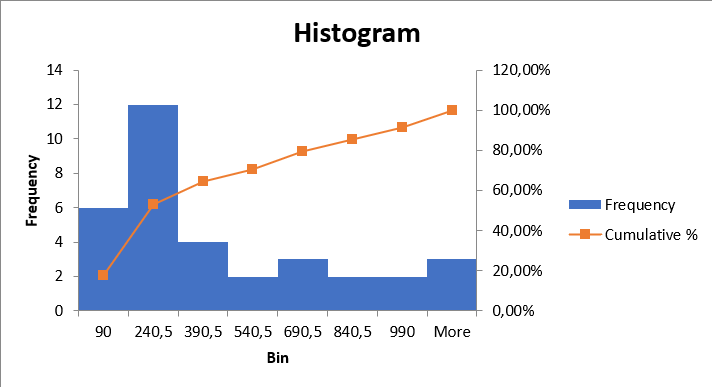 Histogram
14
12
10
8
6
4
2
0
Frequency
120,00%
100,00%
80,00%
60,00%
40,00%
20,00%
0,00%
90 240,5 390,5 540,5 690,5 840,5 990 More
Bin
Frequency
Cumulative %